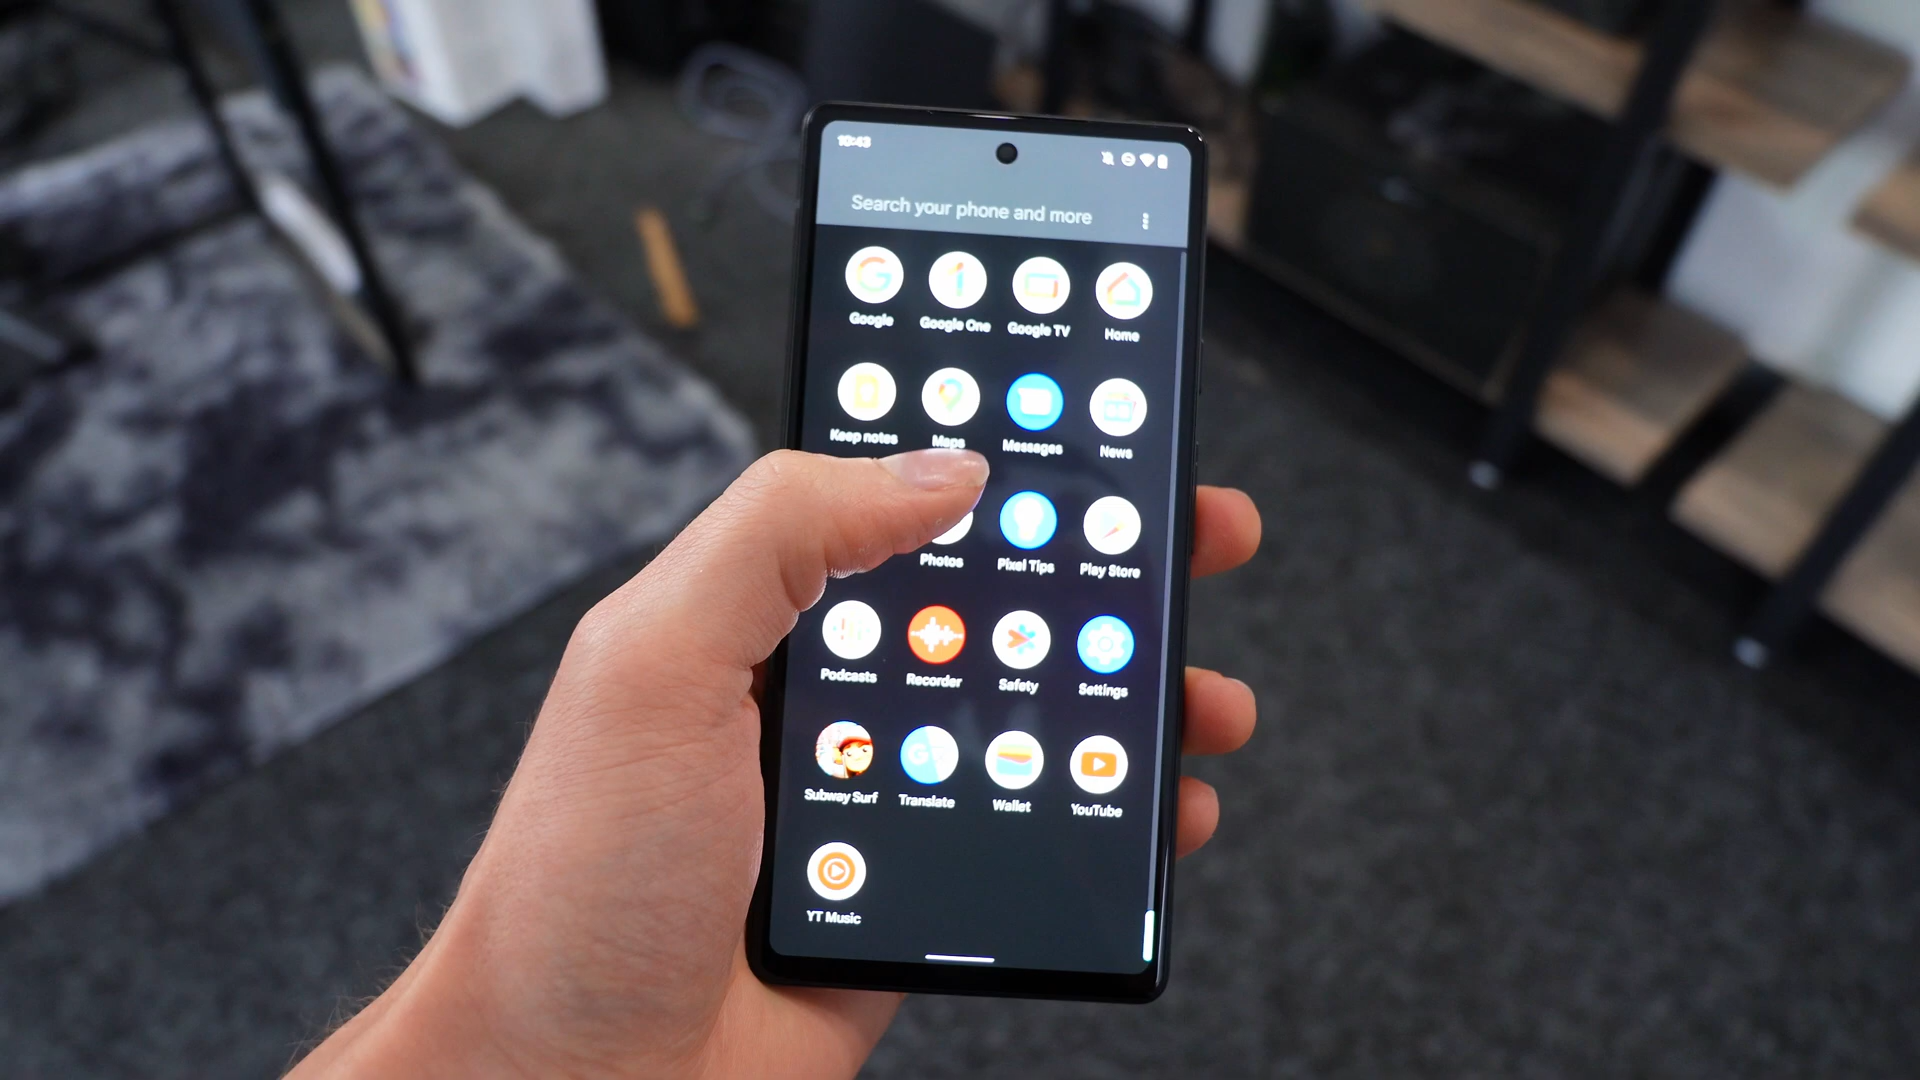 10:43
Search your phone and more
Google Google One Google TV Home
Keep notes Maps Messages News
Photos Pixel Tips Play Store
Podcasts Recorder Safety Settings
Subway Surf Translate Wallet YouTube
YT Music